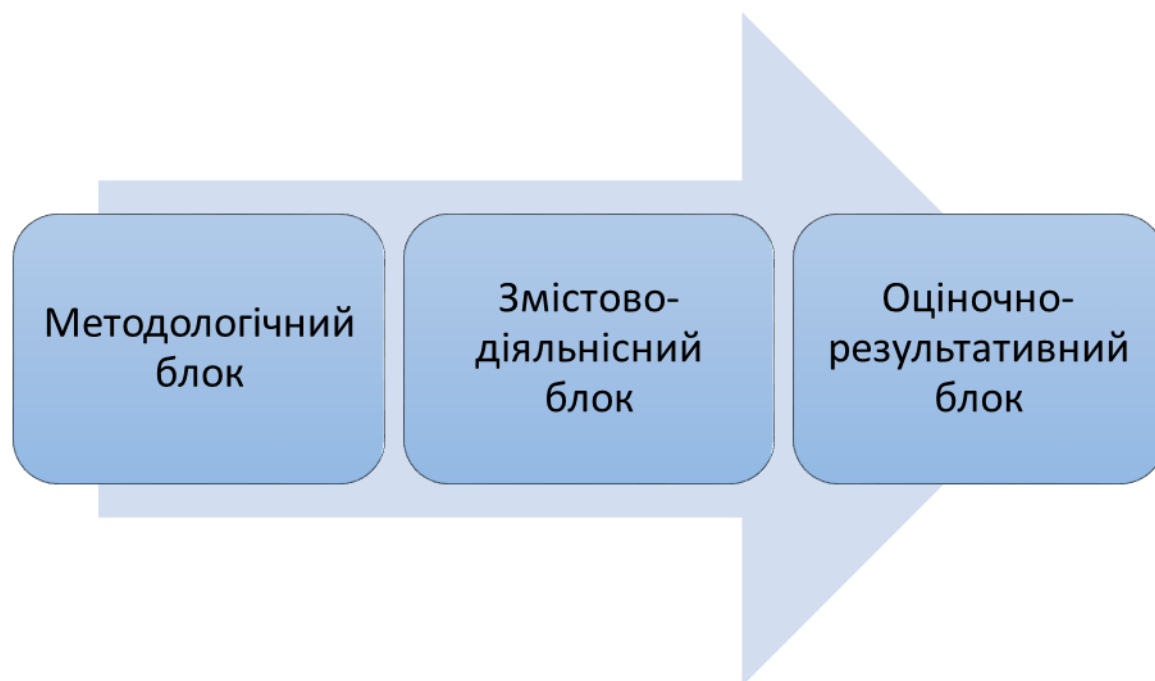 Методологічний
блок
Змістово-
діяльнісний
блок
Оціночно-
результативний
блок